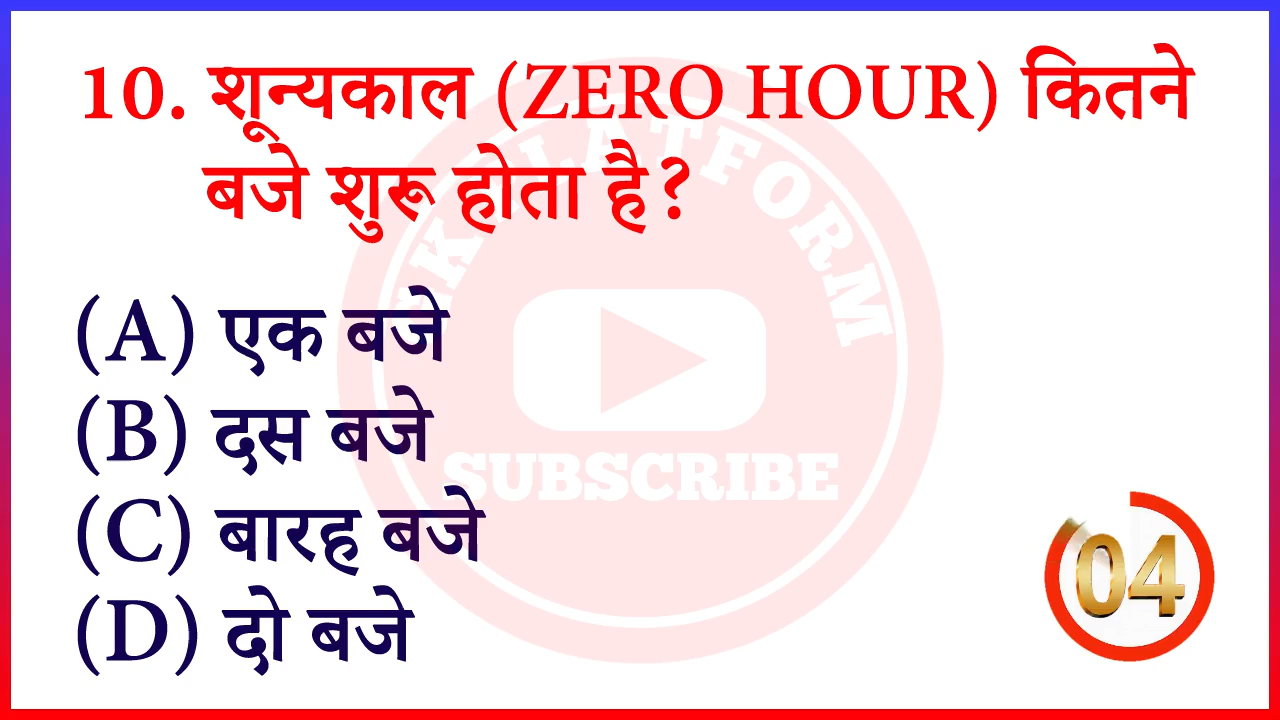 10. शून्यकाल (ZERO HOUR) कितने
बजे शुरू होता है?
(A) एक बजे
(B) दस बजे
(C) बारह बजे
(D) दो बजे
SUBSCRIBE
04